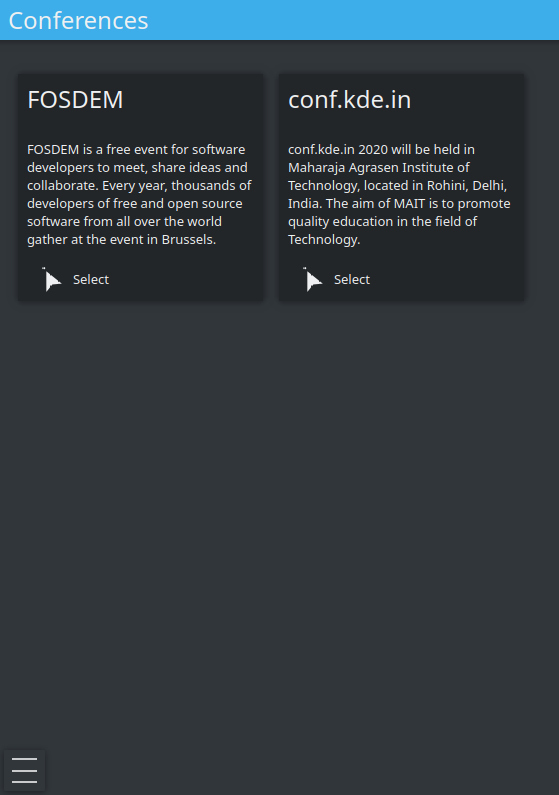 Conferences
FOSDEM
FOSDEM is a free event for software
developers to meet, share ideas and
collaborate. Every year, thousands of
developers of free and open source
software from all over the world
gather at the event in Brussels.
Select
conf.kde.in
conf.kde.in 2020 will be held in
Maharaja Agrasen Institute of
Technology, located in Rohini, Delhi,
India. The aim of MAIT is to promote
quality education in the field of
Technology.
Select